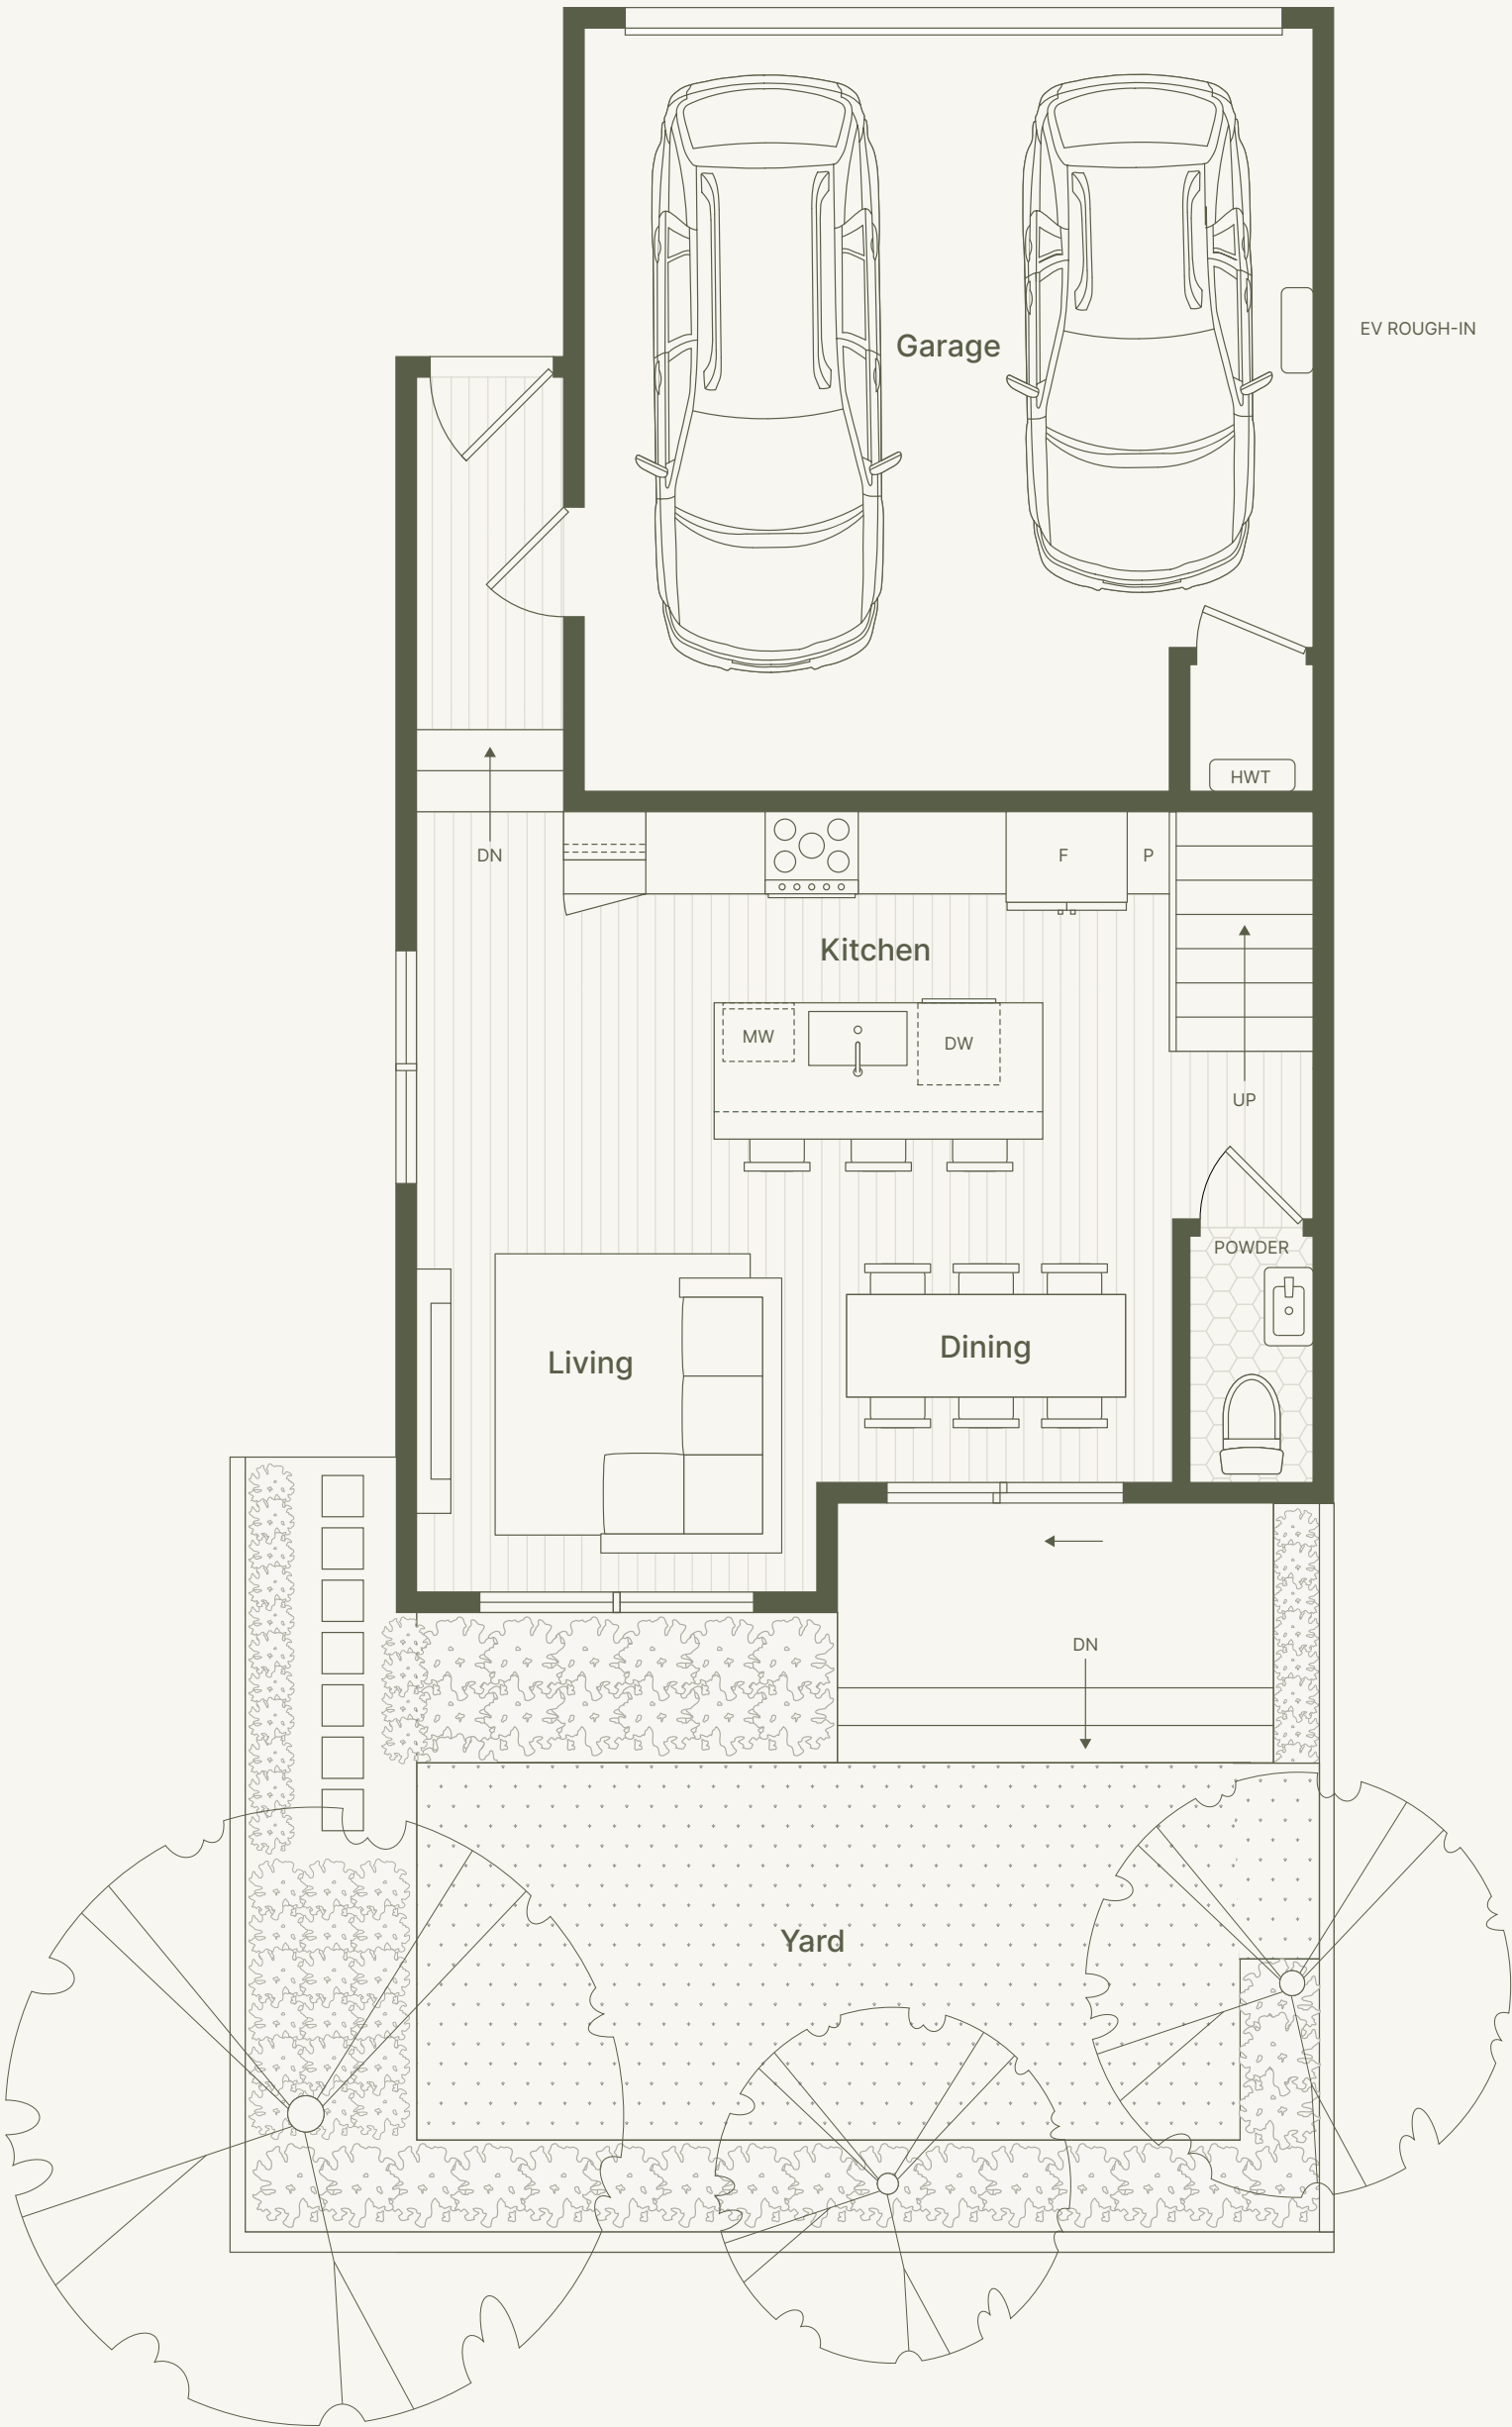 EV ROUGH-IN
Garage
HWT
DN
F
P
Kitchen
MW
DW
UP
POWDER
Living
Dining
DN
Yard